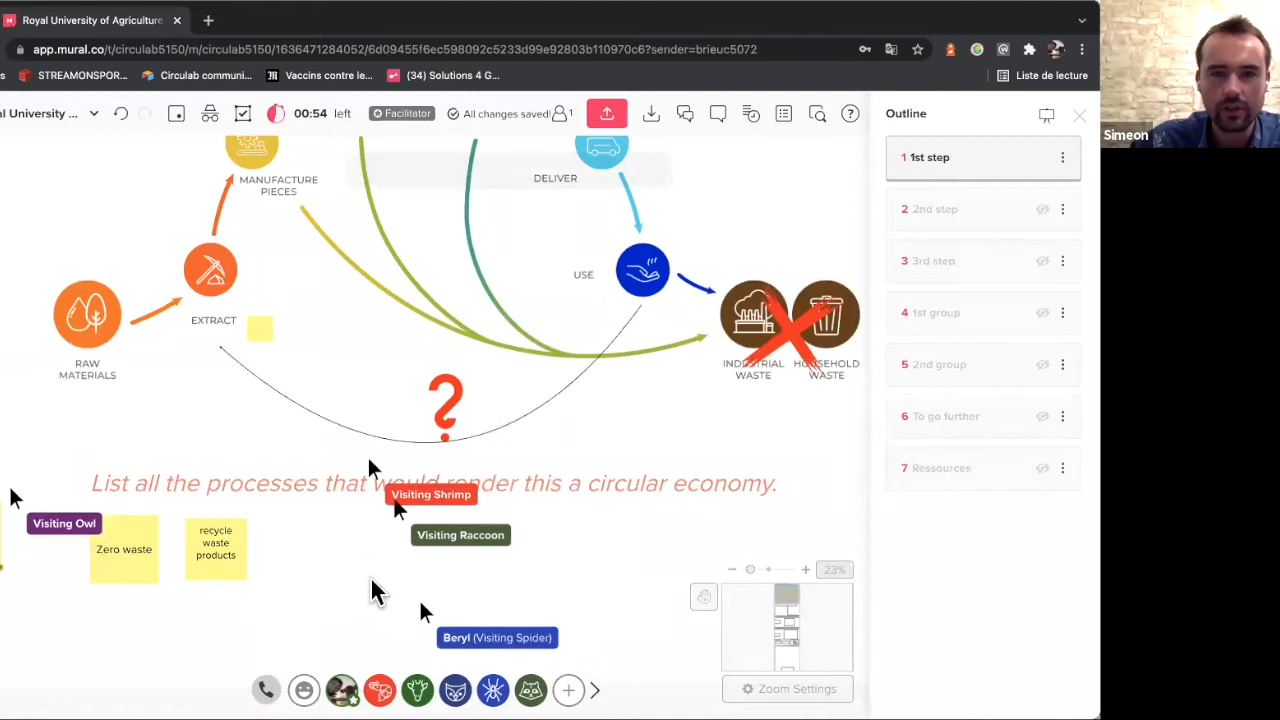 Royal University of Agriculture
app.mural.co/t/circulab5150/m/circulab5150/1636471284052/6d09455f6ec598092c5233d99e92803b110970c6?sender=brieuc5072
STREAMONSPOR...
Circulab communi...
Vaccins contre le...
(34) Solutions 4 G...
Liste de lecture
al University ...
00:54 left
Facilitator
All changes saved!
1
Outline
Simeon
1 1st step
2 2nd step
3 3rd step
4 1st group
5 2nd group
6 To go further
7 Ressources
MANUFACTURE
PIECES
DELIVER
USE
EXTRACT
RAW
MATERIALS
INDUSTRIAL
WASTE
HOUSEHOLD
WASTE
?
List all the processes that would render this a circular economy.
Visiting Shrimp
Visiting Owl
Visiting Raccoon
Zero waste
recycle
waste
products
Beryl (Visiting Spider)
23%
Zoom Settings